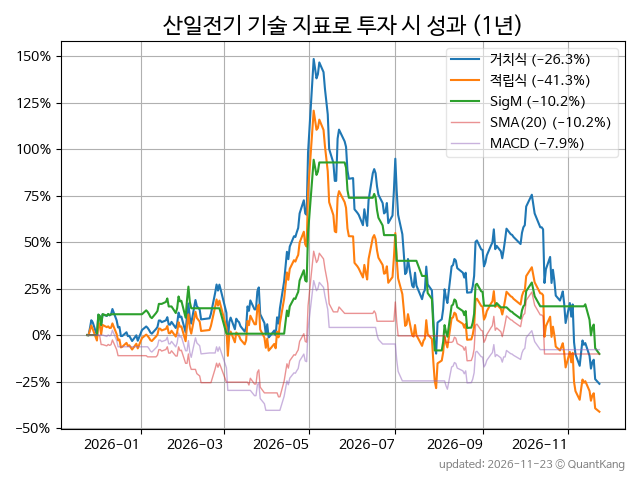 산일전기 기술 지표로 투자 시 성과 (1년)
거치식 (−26.3%)
적립식 (−41.3%)
SigM (−10.2%)
SMA(20) (−10.2%)
MACD (−7.9%)
150%
125%
100%
75%
50%
25%
0%
−25%
−50%
2026−01
2026−03
2026−05
2026−07
2026−09
2026−11
updated: 2026−11−23 ⓒ QuantKang